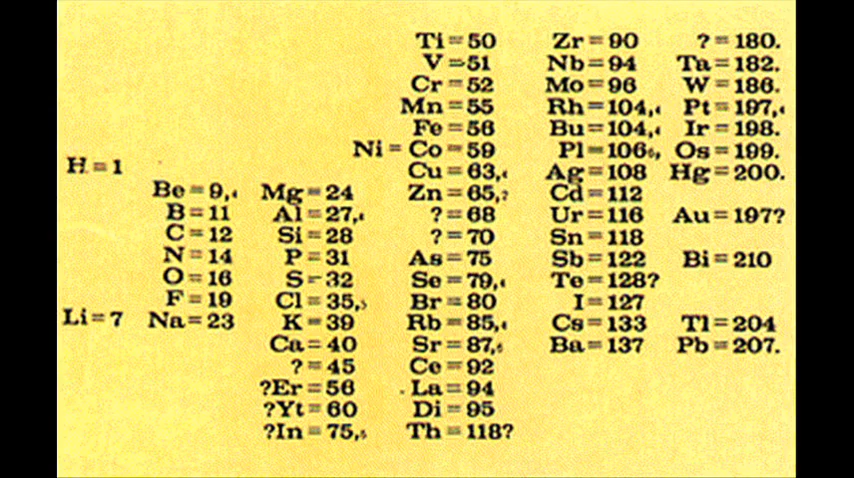 Ti = 50 Zr = 90 ? = 180.
V = 51 Nb = 94 Ta = 182.
Cr = 52 Mo = 96 W = 186.
Mn = 55 Rh = 104,4 Pt = 197,4
Fe = 56 Bu = 104,4 Ir = 198.
Ni = Co = 59 Pl = 106,6, Os = 199.
H = 1 Cu = 63,4 Ag = 108 Hg = 200.
Be = 9,4 Mg = 24 Zn = 65,2 Cd = 112
B = 11 Al = 27,4 ? = 68 Ur = 116 Au = 197?
C = 12 Si = 28 ? = 70 Sn = 118
N = 14 P = 31 As = 75 Sb = 122 Bi = 210
O = 16 S = 32 Se = 79,4 Te = 128?
F = 19 Cl = 35,5 Br = 80 I = 127
Li = 7 Na = 23 K = 39 Rb = 85,4 Cs = 133 Tl = 204
Ca = 40 Sr = 87,6 Ba = 137 Pb = 207.
? = 45 Ce = 92
?Er = 56 La = 94
?Yt = 60 Di = 95
?In = 75,6 Th = 118?